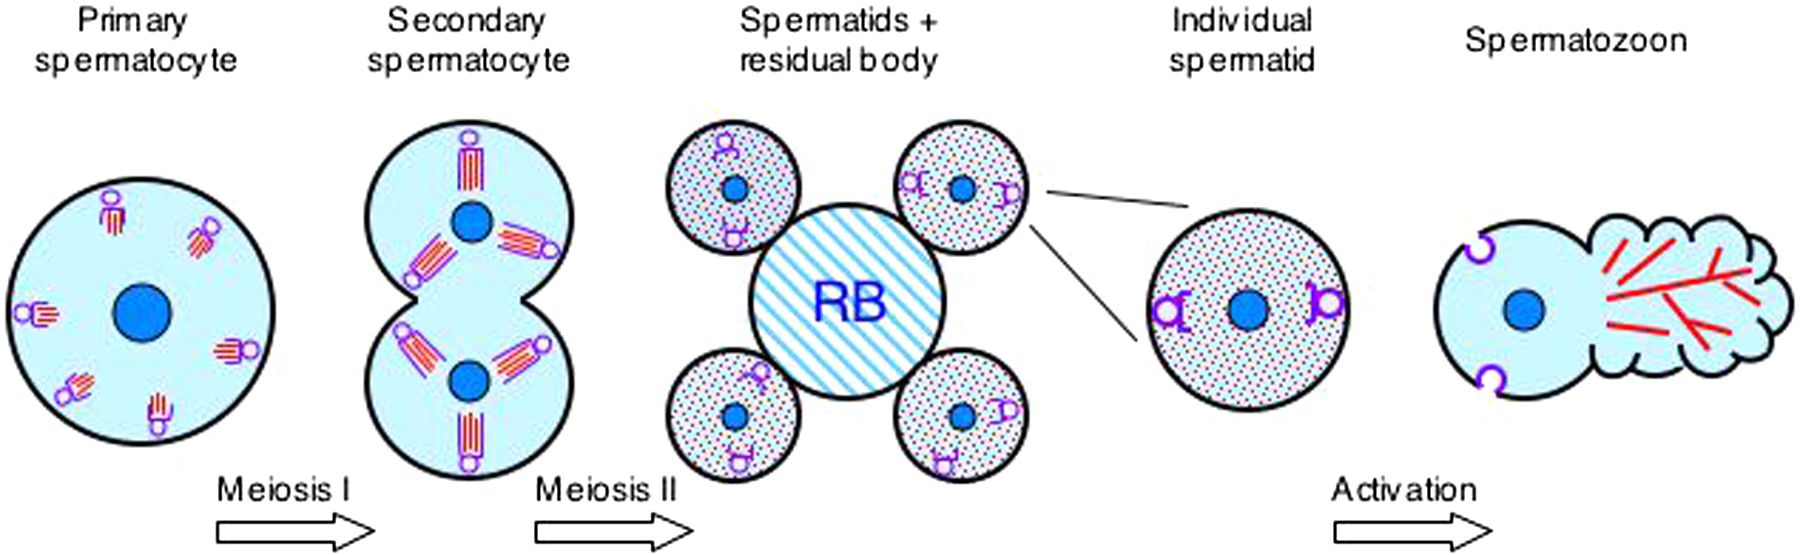 Primary
spermatocyte
Secondary
spermatocyte
Spermatids +
residual body
Individual
spermatid
Spermatozoon
RB
Meiosis I
Meiosis II
Activation